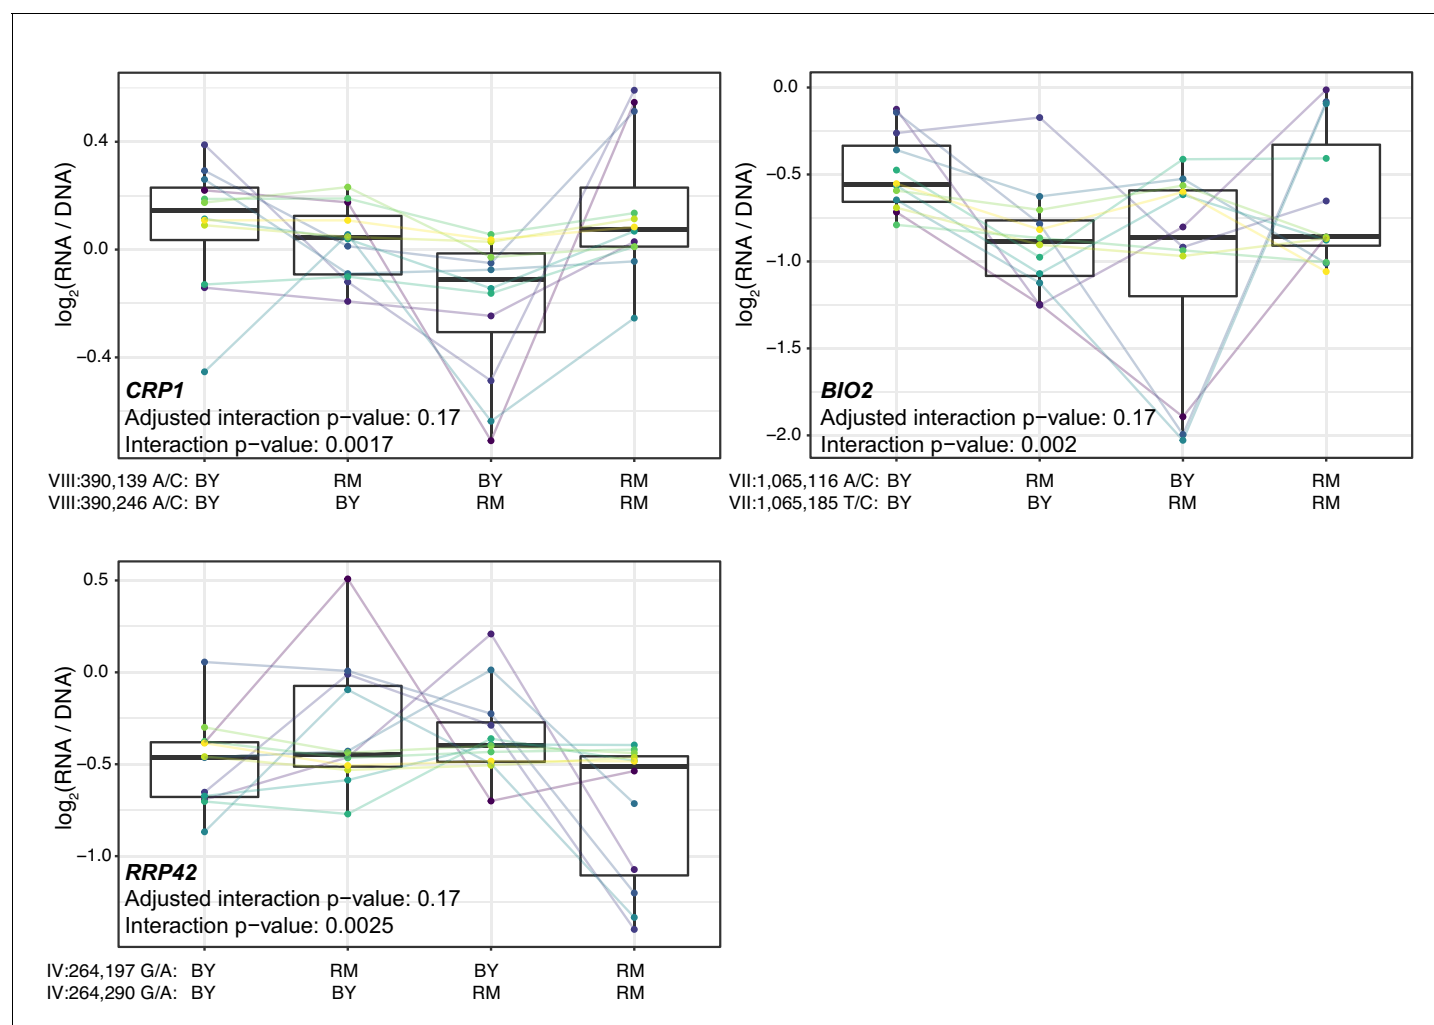 log2(RNA / DNA)
0.4
0.0
−0.4
CRP1
Adjusted interaction p−value: 0.17
Interaction p−value: 0.0017
VIII:390,139 A/C: BY RM BY RM
VIII:390,246 A/C: BY BY RM RM
log2(RNA / DNA)
0.0
−0.5
−1.0
−1.5
−2.0
BIO2
Adjusted interaction p−value: 0.17
Interaction p−value: 0.002
VII:1,065,116 A/C: BY RM BY RM
VII:1,065,185 T/C: BY BY RM RM
log2(RNA / DNA)
0.5
0.0
−0.5
−1.0
RRP42
Adjusted interaction p−value: 0.17
Interaction p−value: 0.0025
IV:264,197 G/A: BY RM BY RM
IV:264,290 G/A: BY BY RM RM